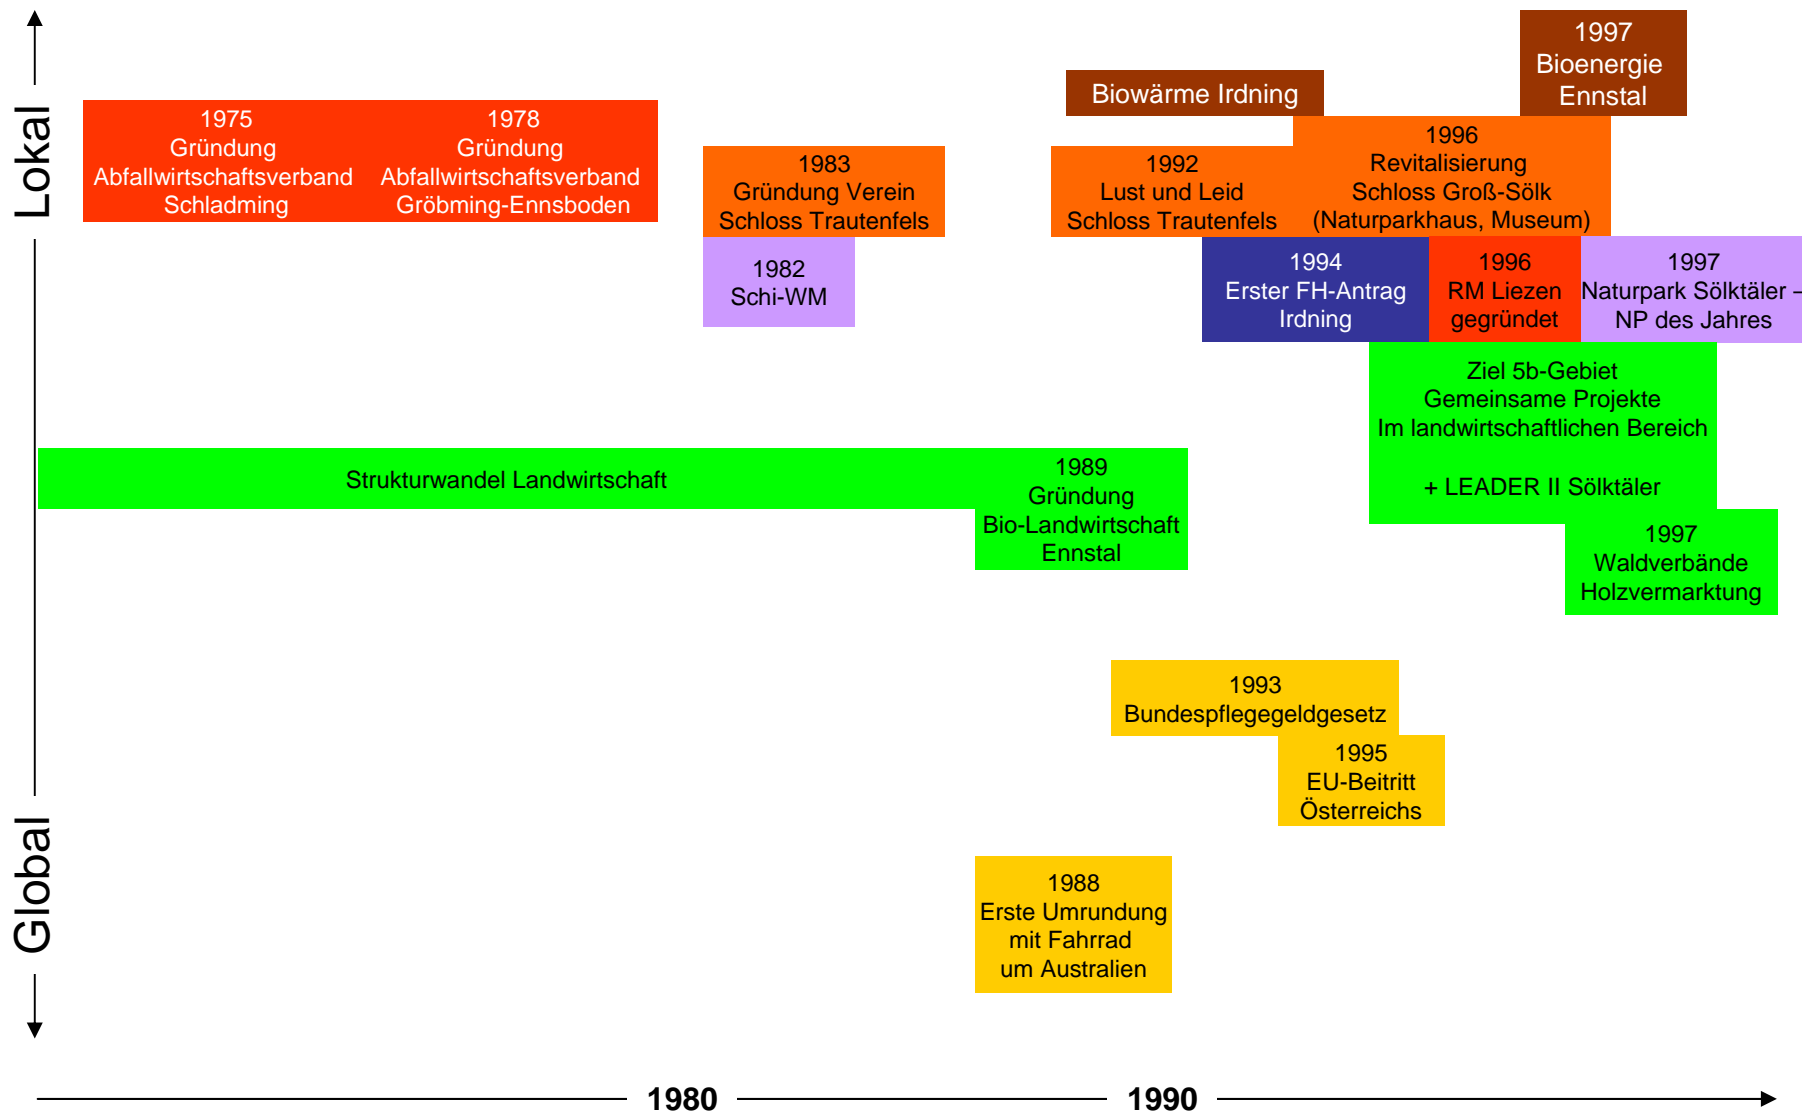 Lokal
Global
1997
Bioenergie
Ennstal
Biowärme Irdning
1975
Gründung
Abfallwirtschaftsverband
Schladming
1978
Gründung
Abfallwirtschaftsverband
Gröbming-Ennsboden
1983
Gründung Verein
Schloss Trautenfels
1992
Lust und Leid
Schloss Trautenfels
1996
Revitalisierung
Schloss Groß-Sölk
(Naturparkhaus, Museum)
1982
Schi-WM
1994
Erster FH-Antrag
Irdning
1996
RM Liezen
gegründet
1997
Naturpark Sölktäler –
NP des Jahres
Ziel 5b-Gebiet
Gemeinsame Projekte
Im landwirtschaftlichen Bereich
+ LEADER II Sölktäler
Strukturwandel Landwirtschaft
1989
Gründung
Bio-Landwirtschaft
Ennstal
1997
Waldverbände
Holzvermarktung
1993
Bundespflegegeldgesetz
1995
EU-Beitritt
Österreichs
1988
Erste Umrundung
mit Fahrrad
um Australien
1980
1990